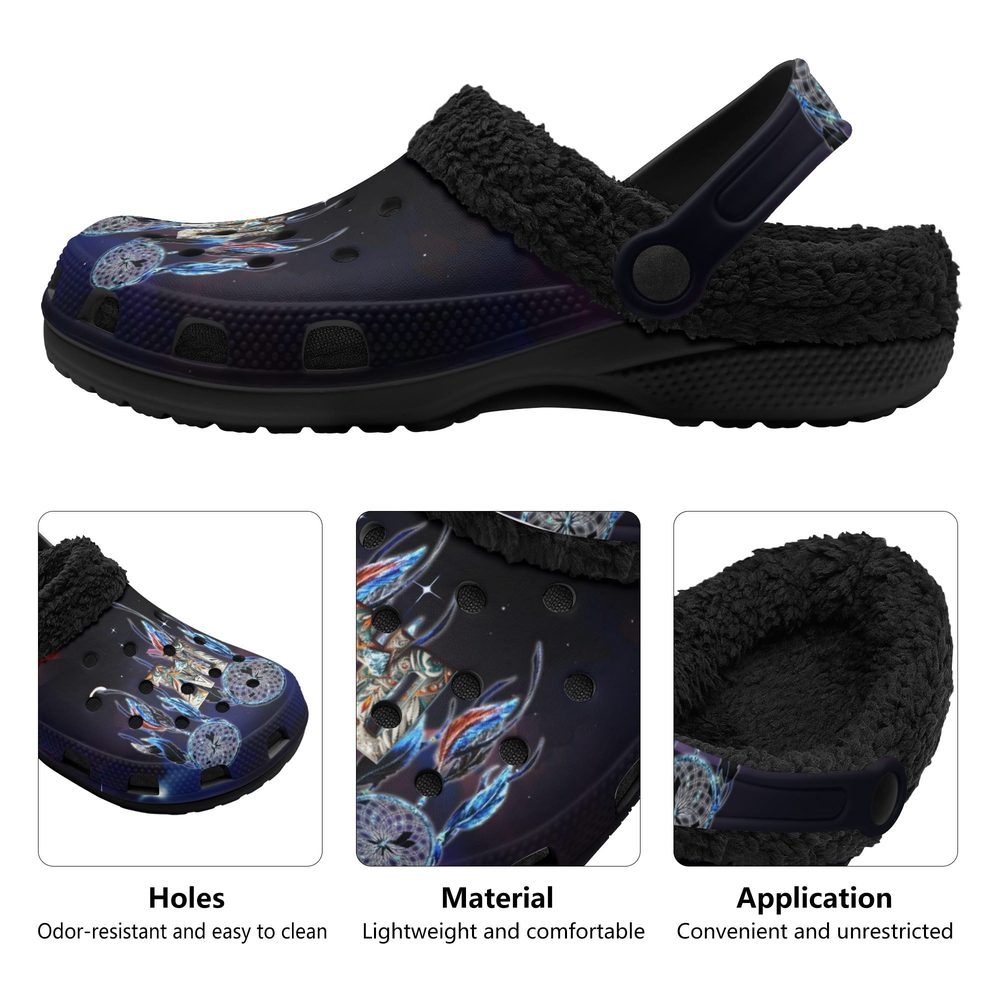 Holes
Odor-resistant and easy to clean
Material
Lightweight and comfortable
Application
Convenient and unrestricted